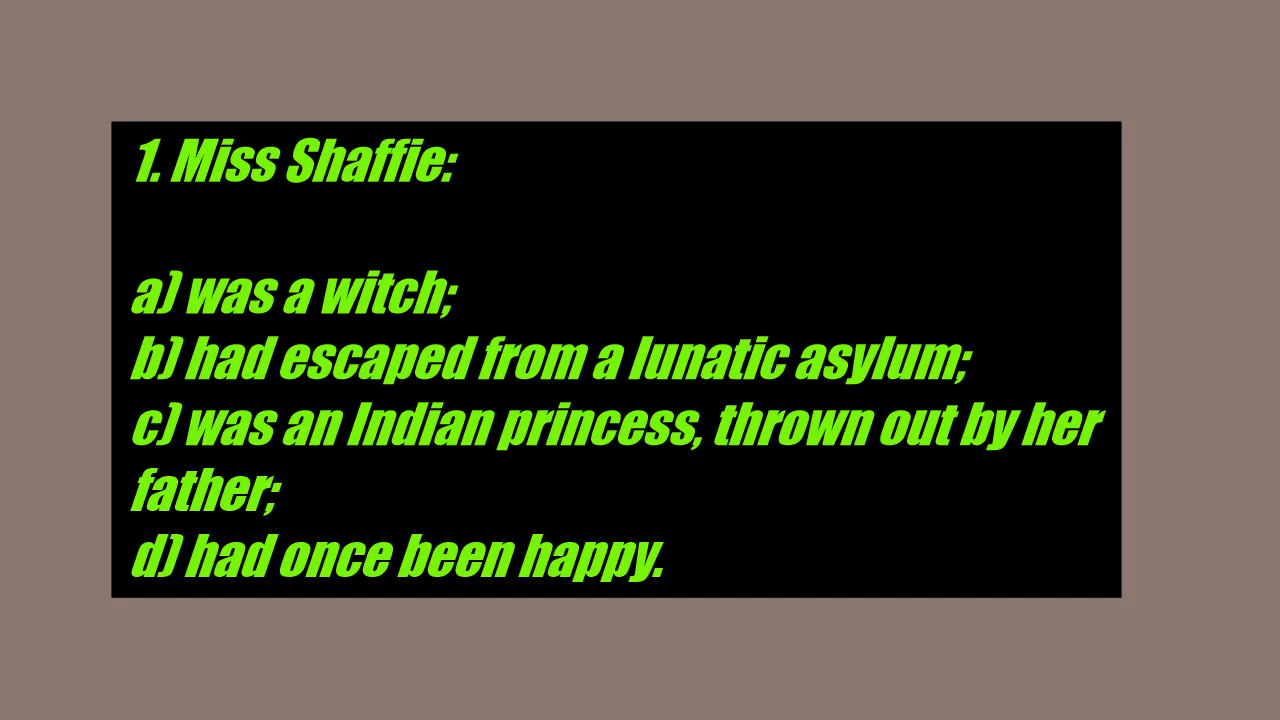 1. Miss Shaffie:
a) was a witch;
b) had escaped from a lunatic asylum;
c) was an Indian princess, thrown out by her
father;
d) had once been happy.